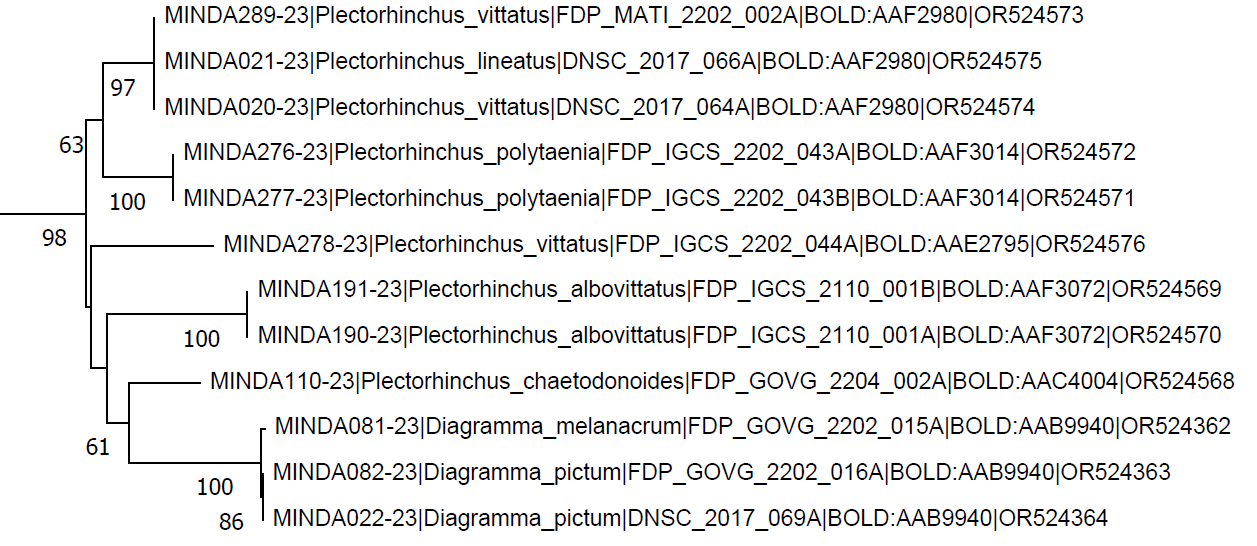 MINDA289-23|Plectorhinchus_vittatus|FDP_MATI_2202_002A|BOLD:AAF2980|OR524573
MINDA021-23|Plectorhinchus_lineatus|DNSC_2017_066A|BOLD:AAF2980|OR524575
97
MINDA020-23|Plectorhinchus_vittatus|DNSC_2017_064A|BOLD:AAF2980|OR524574
63
MINDA276-23|Plectorhinchus_polytaenia|FDP_IGCS_2202_043A|BOLD:AAF3014|OR524572
100
MINDA277-23|Plectorhinchus_polytaenia|FDP_IGCS_2202_043B|BOLD:AAF3014|OR524571
98
MINDA278-23|Plectorhinchus_vittatus|FDP_IGCS_2202_044A|BOLD:AAE2795|OR524576
MINDA191-23|Plectorhinchus_albovittatus|FDP_IGCS_2110_001B|BOLD:AAF3072|OR524569
100
MINDA190-23|Plectorhinchus_albovittatus|FDP_IGCS_2110_001A|BOLD:AAF3072|OR524570
MINDA110-23|Plectorhinchus_chaetodonoides|FDP_GOVG_2204_002A|BOLD:AAC4004|OR524568
61
MINDA081-23|Diagramma_melanacrum|FDP_GOVG_2202_015A|BOLD:AAB9940|OR524362
MINDA082-23|Diagramma_pictum|FDP_GOVG_2202_016A|BOLD:AAB9940|OR524363
100
86
MINDA022-23|Diagramma_pictum|DNSC_2017_069A|BOLD:AAB9940|OR524364